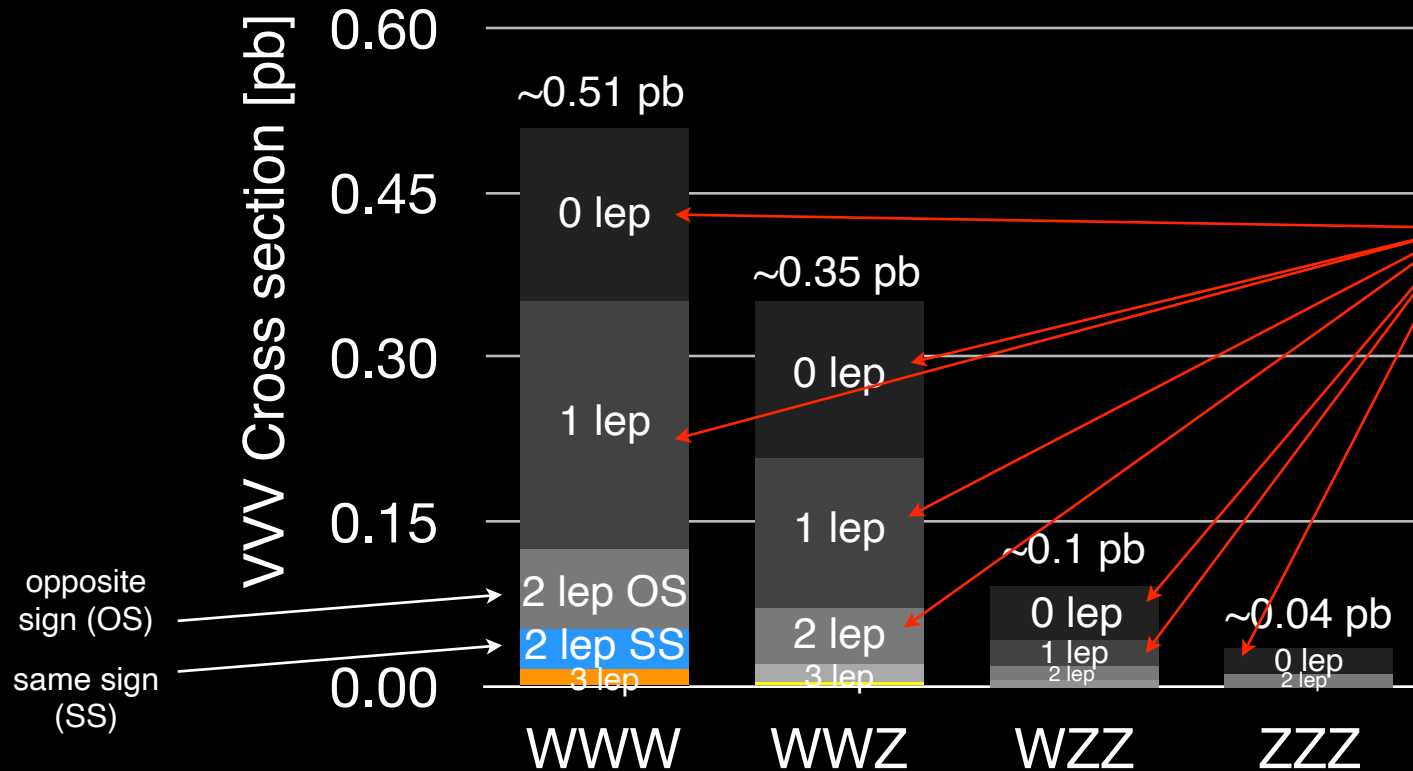 VVV Cross section [pb]
0.60
0.45
0.30
0.15
0.00
~0.51 pb
0 lep
1 lep
2 lep OS
2 lep SS
3 lep
~0.35 pb
0 lep
1 lep
2 lep
3 lep
~0.1 pb
0 lep
1 lep
2 lep
~0.04 pb
0 lep
2 lep
opposite
sign (OS)
same sign
(SS)
WWW
WWZ
WZZ
ZZZ